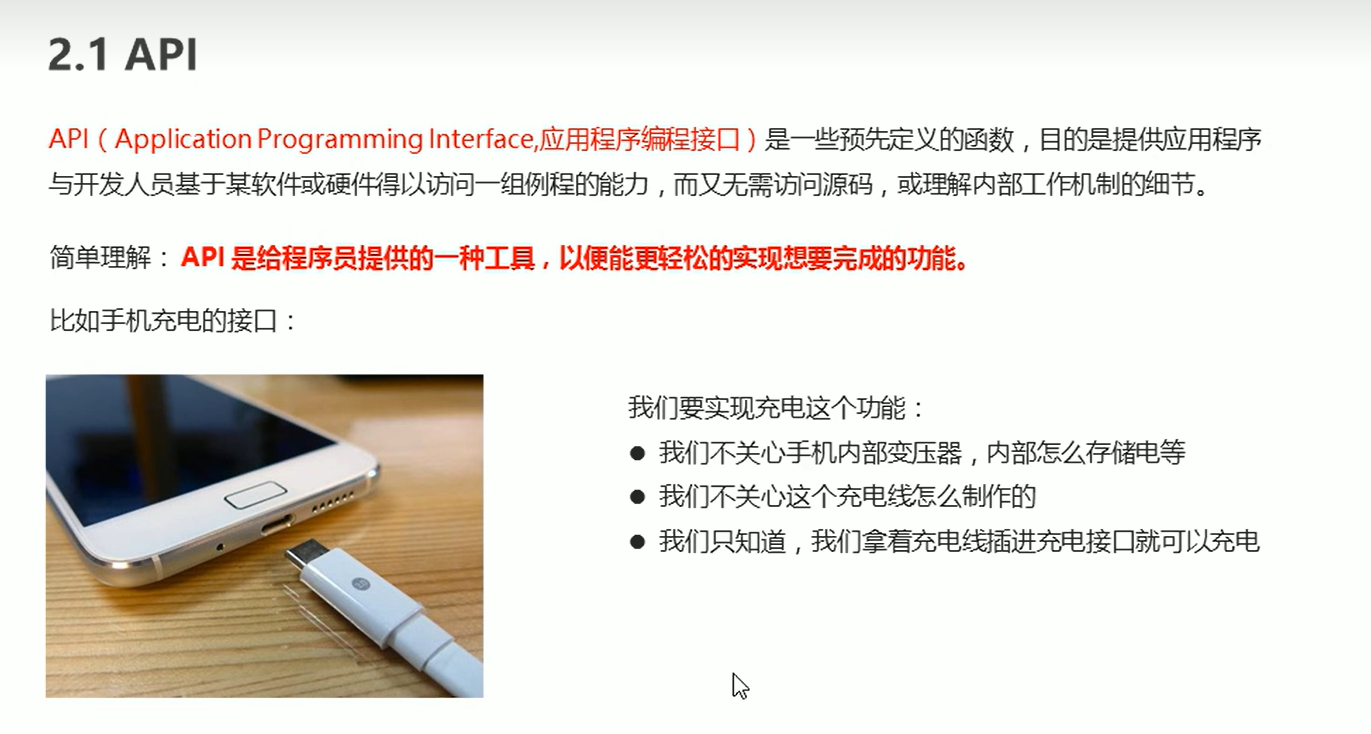 2.1 API
API（Application Programming Interface,应用程序编程接口）是一些预先定义的函数，目的是提供应用程序
与开发人员基于某软件或硬件得以访问一组例程的能力，而又无需访问源码，或理解内部工作机制的细节。
简单理解：API 是给程序员提供的一种工具，以便能更轻松的实现想要完成的功能。
比如手机充电的接口：
我们要实现充电这个功能：
● 我们不关心手机内部变压器，内部怎么存储电等
● 我们不关心这个充电线怎么制作的
● 我们只知道，我们拿着充电线插进充电接口就可以充电